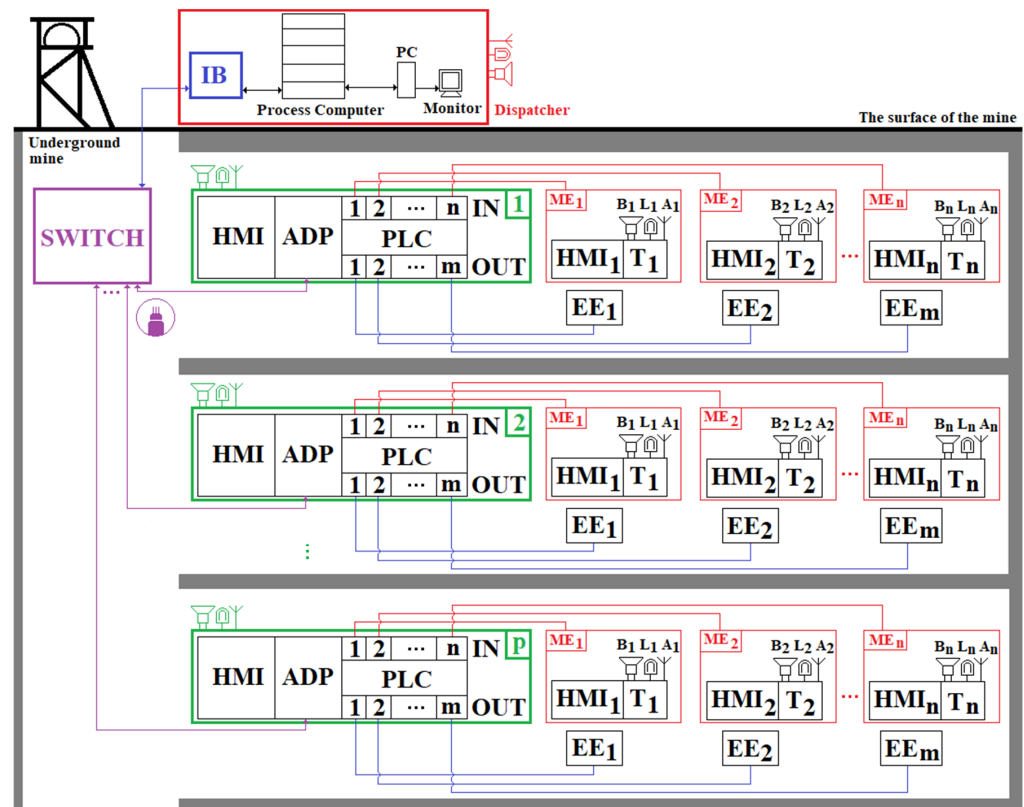 PC
IB
Process Computer
Monitor
Dispatcher
The surface of the mine
Underground
mine
SWITCH
...
HMI ADP
1 2 ... n IN 1
PLC
1 2 ... m OUT
ME1
B1 L1 A1
HMI1 T1
ME2
B2 L2 A2
HMI2 T2
...
MEn
Bn Ln An
HMIn Tn
EE1
EE2
EEm
HMI ADP
1 2 ... n IN 2
PLC
1 2 ... m OUT
ME1
B1 L1 A1
HMI1 T1
ME2
B2 L2 A2
HMI2 T2
...
MEn
Bn Ln An
HMIn Tn
EE1
EE2
EEm
⋮
HMI ADP
1 2 ... n IN p
PLC
1 2 ... m OUT
ME1
B1 L1 A1
HMI1 T1
ME2
B2 L2 A2
HMI2 T2
...
MEn
Bn Ln An
HMIn Tn
EE1
EE2
EEm